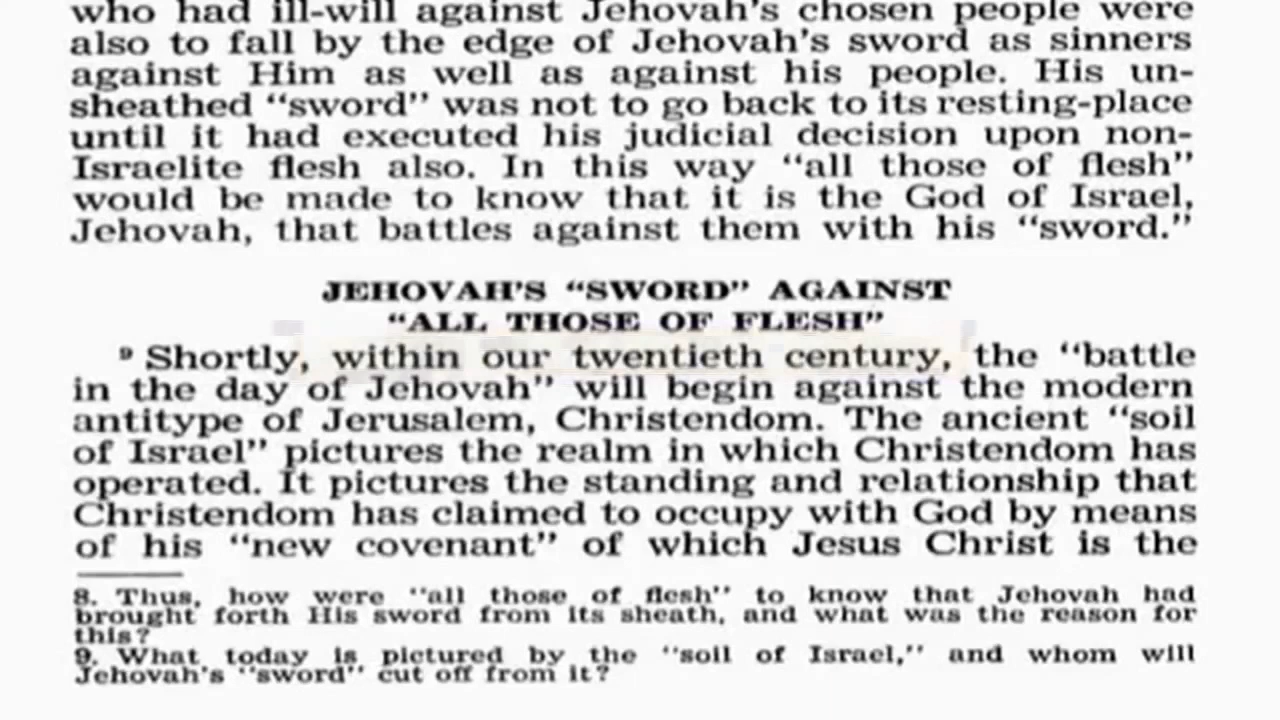 who had ill-will against Jehovah's chosen people were
also to fall by the edge of Jehovah's sword as sinners
against Him as well as against his people. His un-
sheathed “sword” was not to go back to its resting-place
until it had executed his judicial decision upon non-
Israelite flesh also. In this way “all those of flesh”
would be made to know that it is the God of Israel,
Jehovah, that battles against them with his “sword.”
JEHOVAH'S “SWORD” AGAINST
“ALL THOSE OF FLESH”
9 Shortly, within our twentieth century, the “battle
in the day of Jehovah” will begin against the modern
antitype of Jerusalem, Christendom. The ancient “soil
of Israel” pictures the realm in which Christendom has
operated. It pictures the standing and relationship that
Christendom has claimed to occupy with God by means
of his “new covenant” of which Jesus Christ is the
8. Thus, how were “all those of flesh” to know that Jehovah had
brought forth His sword from its sheath, and what was the reason for
this?
9. What today is pictured by the “soil of Israel,” and whom will
Jehovah's “sword” cut off from it?